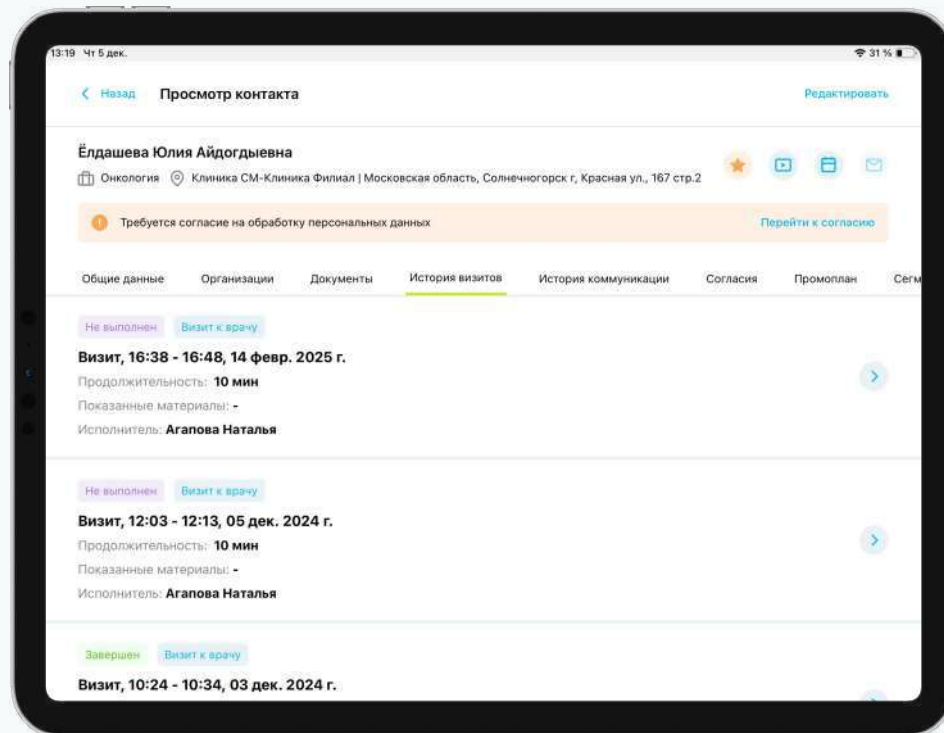 13:19 Чт 5 дек. 31 %
Назад Просмотр контакта Редактировать
Ёлдашева Юлия Айдогдыевна
Онкология Клиника СМ-Клиника Филиал | Московская область, Солнечногорск г, Красная ул., 167 стр.2
Требуется согласие на обработку персональных данных Перейти к согласию
Общие данные Организации Документы История визитов История коммуникации Согласия Промоплан Сегм
Не выполнен Визит к врачу
Визит, 16:38 - 16:48, 14 февр. 2025 г.
Продолжительность: 10 мин
Показанные материалы: -
Исполнитель: Агапова Наталья
Не выполнен Визит к врачу
Визит, 12:03 - 12:13, 05 дек. 2024 г.
Продолжительность: 10 мин
Показанные материалы: -
Исполнитель: Агапова Наталья
Завершен Визит к врачу
Визит, 10:24 - 10:34, 03 дек. 2024 г.